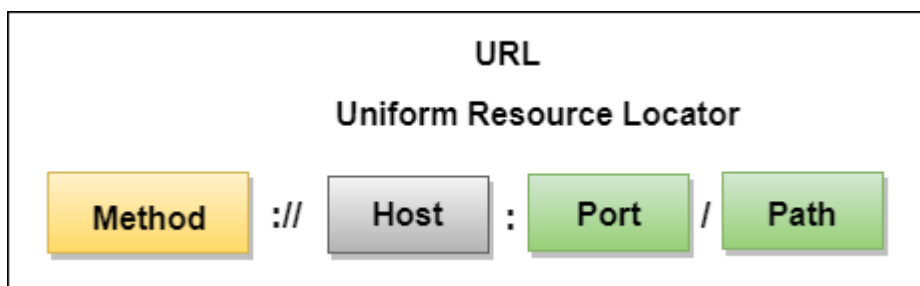 URL
Uniform Resource Locator
Method :// Host : Port / Path